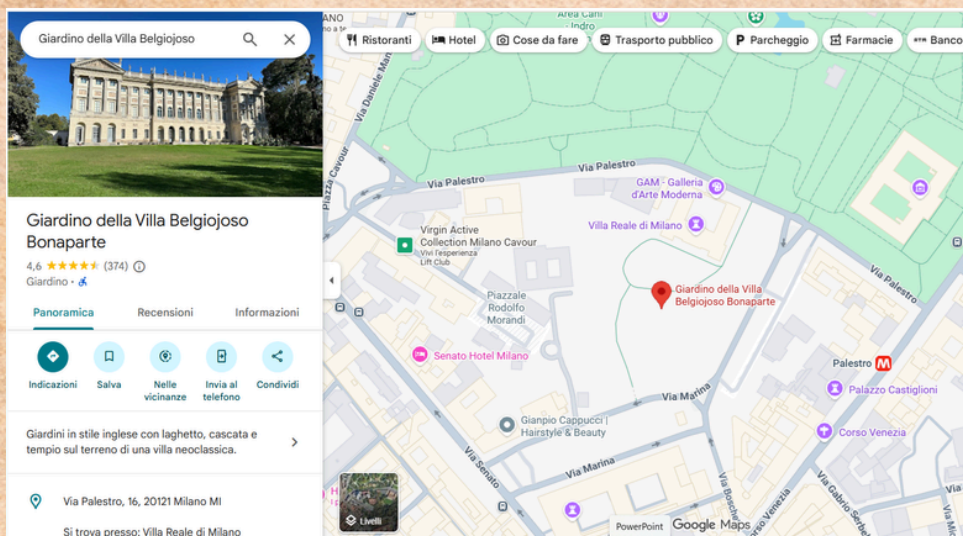 Giardino della Villa Belgiojoso
Giardino della Villa Belgiojoso
Bonaparte
4,6 (374)
Giardino
Panoramica Recensioni Informazioni
Indicazioni Salva Nelle vicinanze Invia al telefono Condividi
Giardini in stile inglese con laghetto, cascata e
tempio sul terreno di una villa neoclassica.
Via Palestro, 16, 20121 Milano MI
Si trova presso: Villa Reale di Milano
Ristoranti Hotel Cose da fare Trasporto pubblico Parcheggio Farmacie
Area Cani
- Indro
Piazza Cavour
Via Palestro
Via Palestro
GAM - Galleria
d'Arte Moderna
Villa Reale di Milano
Virgin Active
Collection Milano Cavour
Vivi l'esperienza
Lift Club
Via Palestro
Giardino della Villa
Belgiojoso Bonaparte
Piazzale
Rodolfo
Morandi
Senato Hotel Milano
Palestro M
Via Marina
Palazzo Castiglioni
Gianpio Cappucci |
Hairstyle & Beauty
Corso Venezia
Via Senato
Via Marina
Livelli
PowerPoint
Google Maps